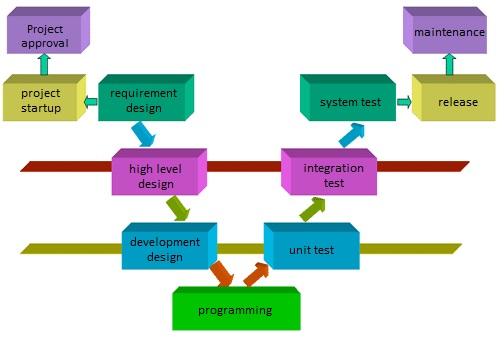 Project
approval
maintenance
project
startup
requirement
design
system test
release
high level
design
integration
test
development
design
unit test
programming